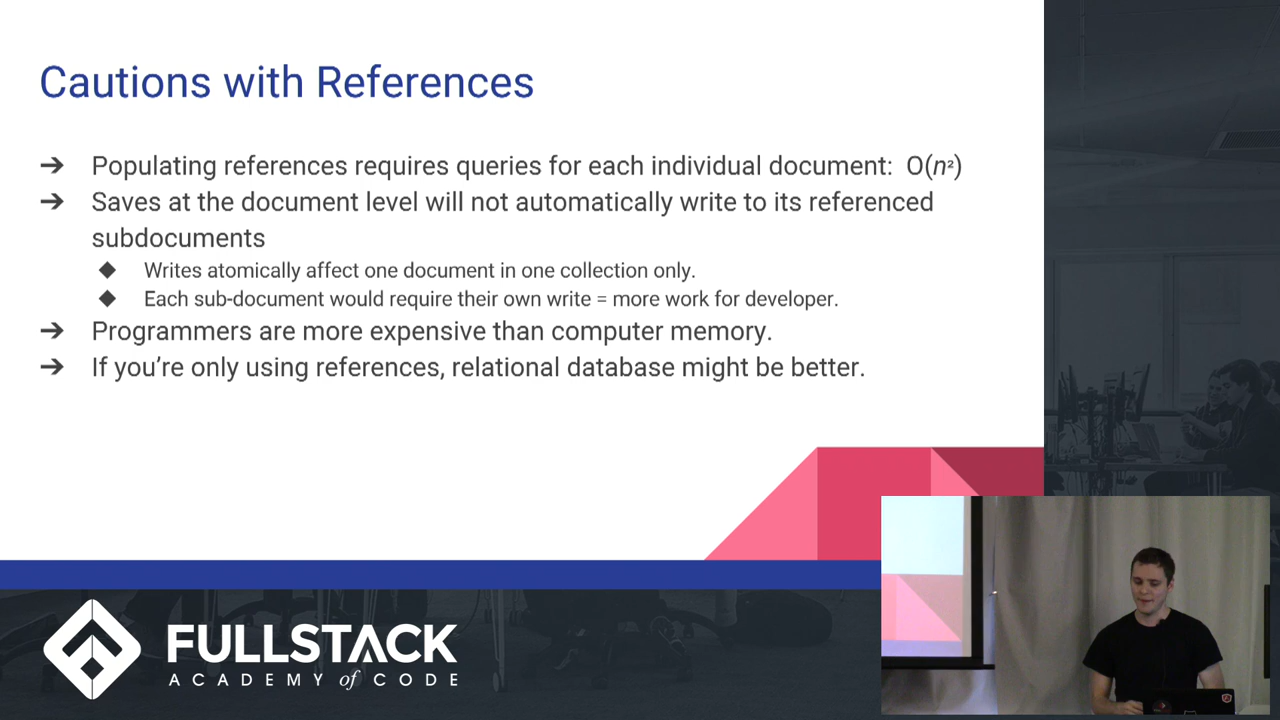 Cautions with References
➔ Populating references requires queries for each individual document: O(n²)
➔ Saves at the document level will not automatically write to its referenced
subdocuments
◆ Writes atomically affect one document in one collection only.
◆ Each sub-document would require their own write = more work for developer.
➔ Programmers are more expensive than computer memory.
➔ If you’re only using references, relational database might be better.
FULLSTACK
ACADEMY of CODE